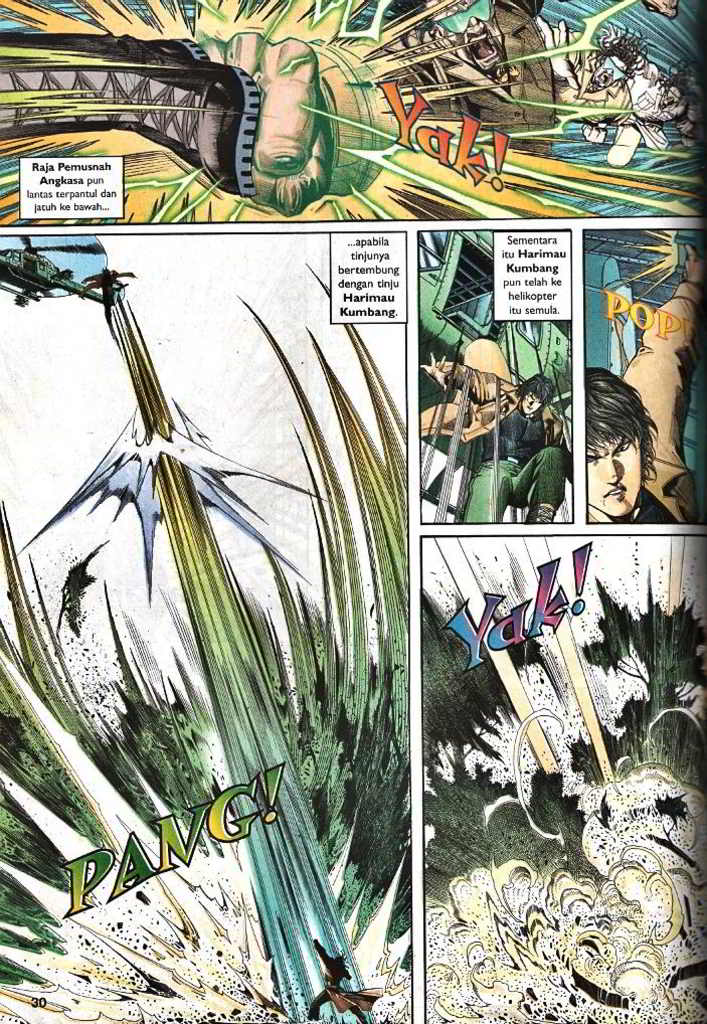 Yak!
Raja Pemusnah
Angkasa pun
lantas terpantul dan
jatuh ke bawah...
...apabila
tinjunya
bertembung
dengan tinju
Harimau
Kumbang.
Sementara
itu Harimau
Kumbang
pun telah ke
helikopter
itu semula.
POP!
PANG!
Yak!
30